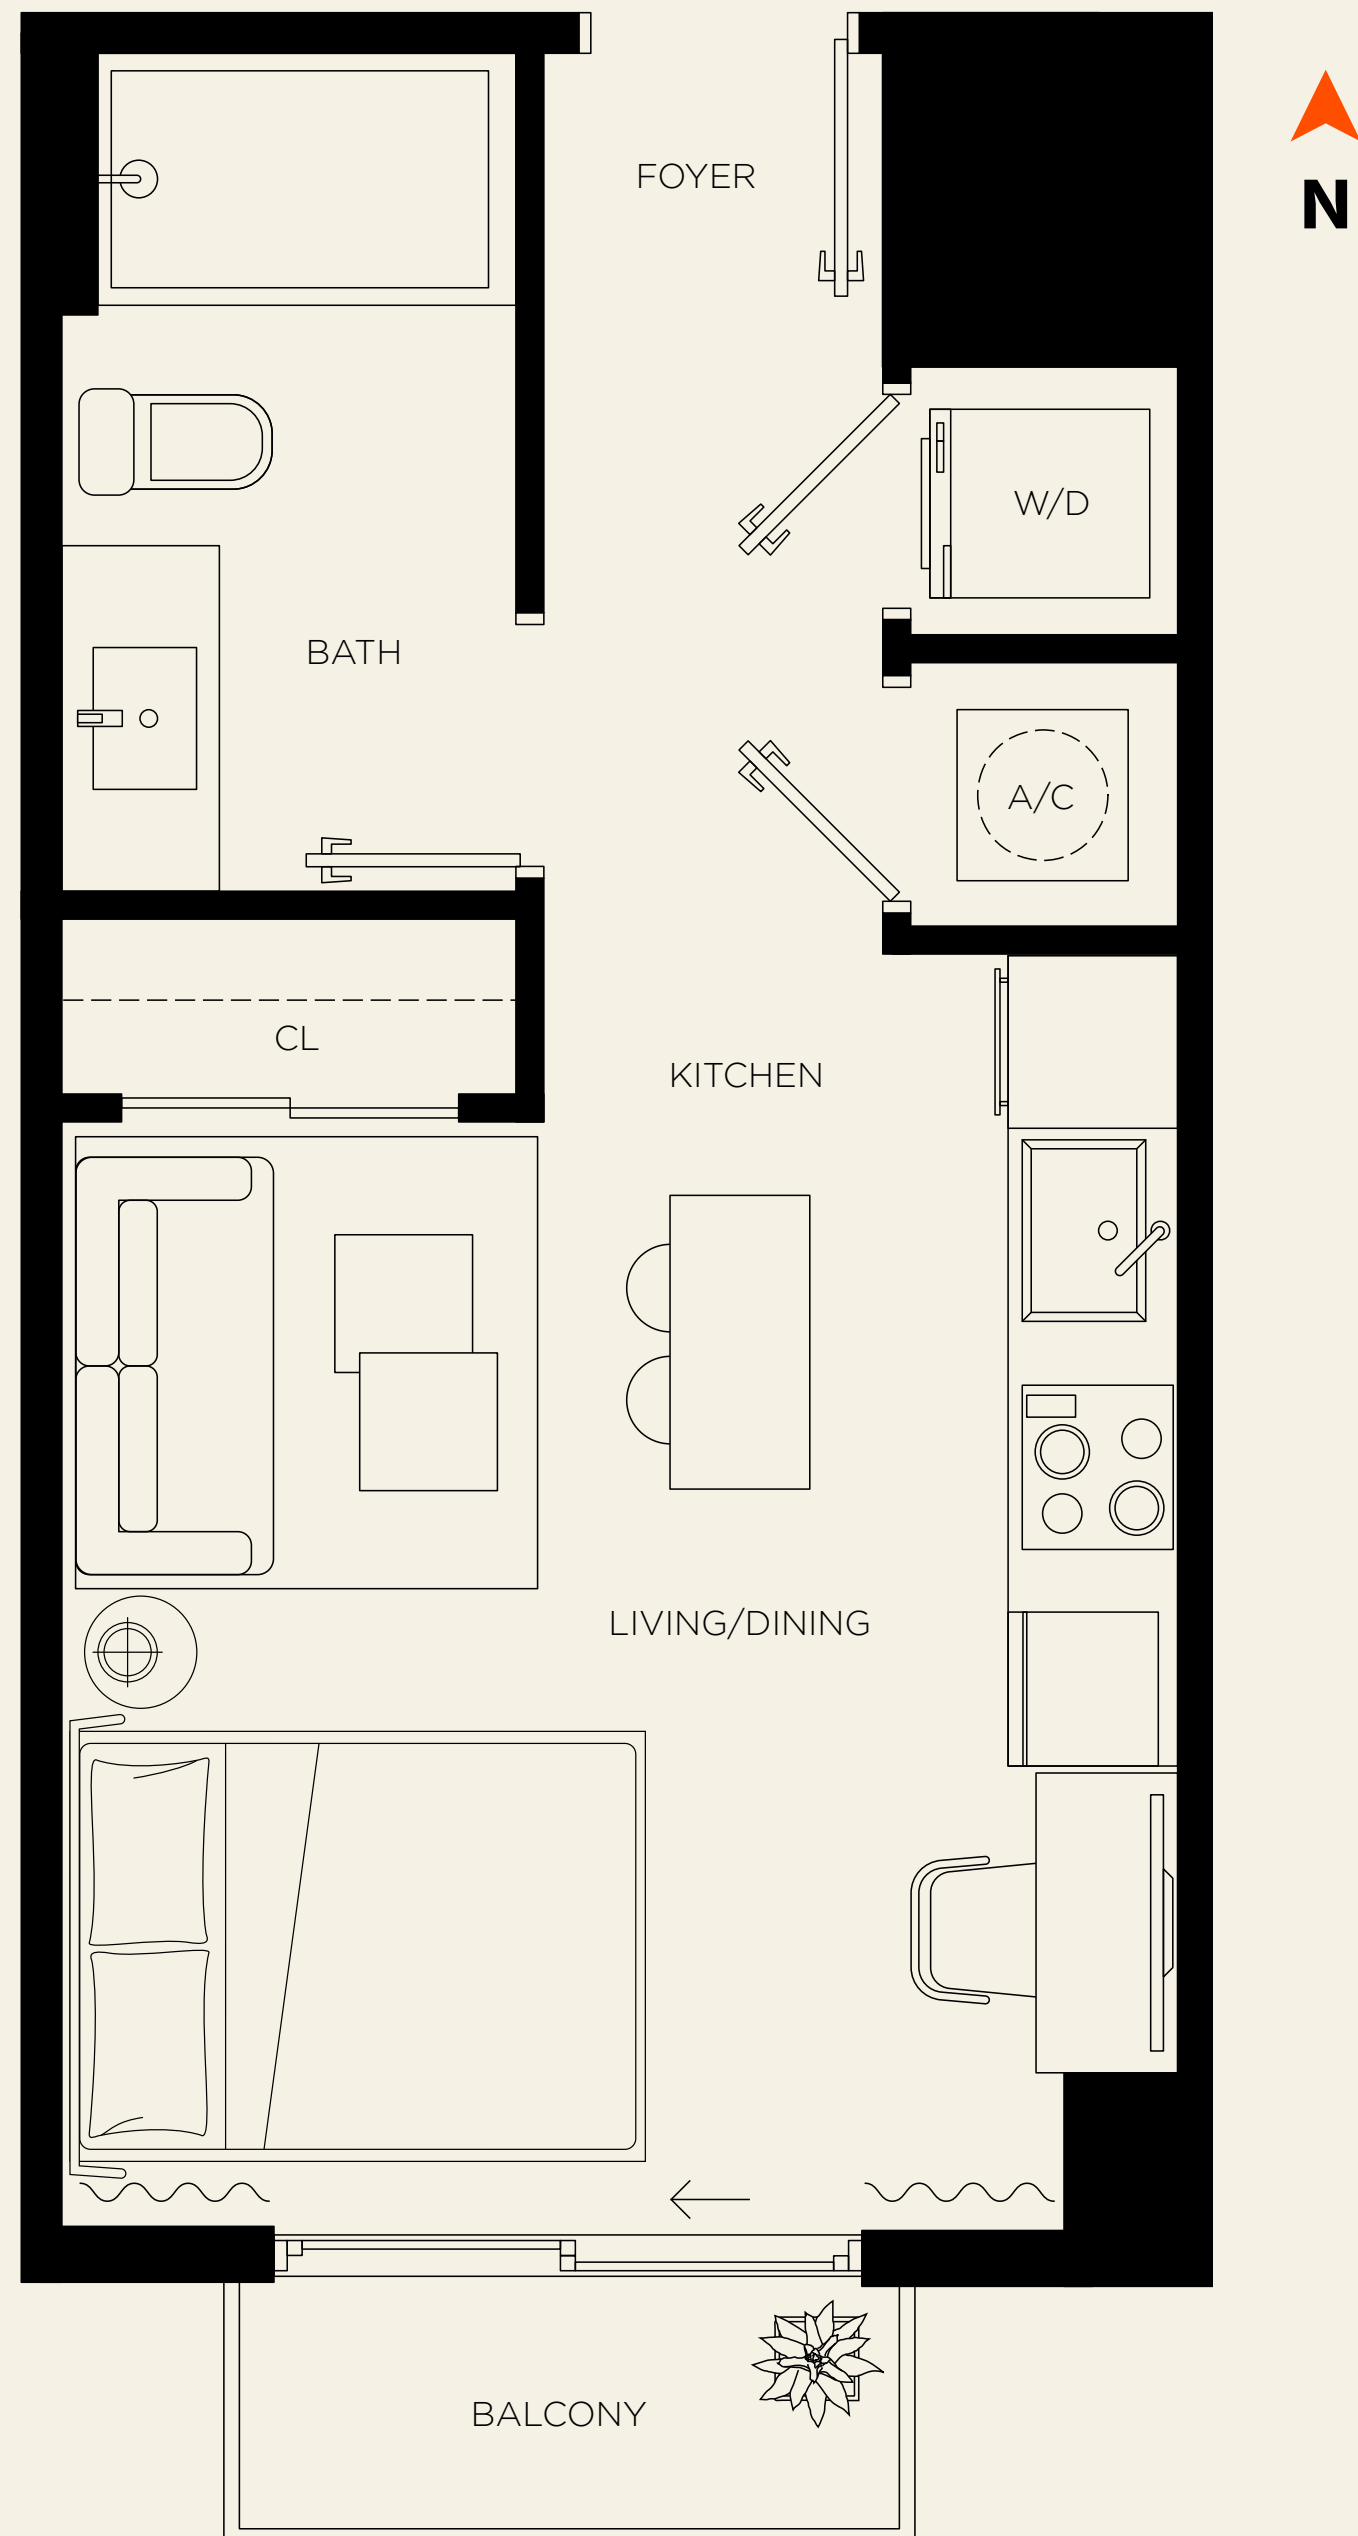 FOYER
N
W/D
BATH
A/C
CL
KITCHEN
LIVING/DINING
BALCONY